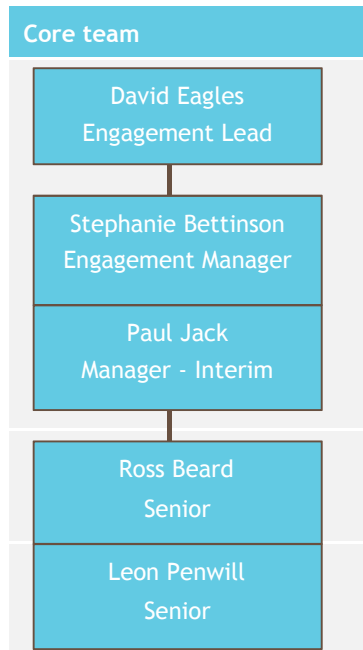 Core team
David Eagles
Engagement Lead
Stephanie Bettinson
Engagement Manager
Paul Jack
Manager - Interim
Ross Beard
Senior
Leon Penwill
Senior